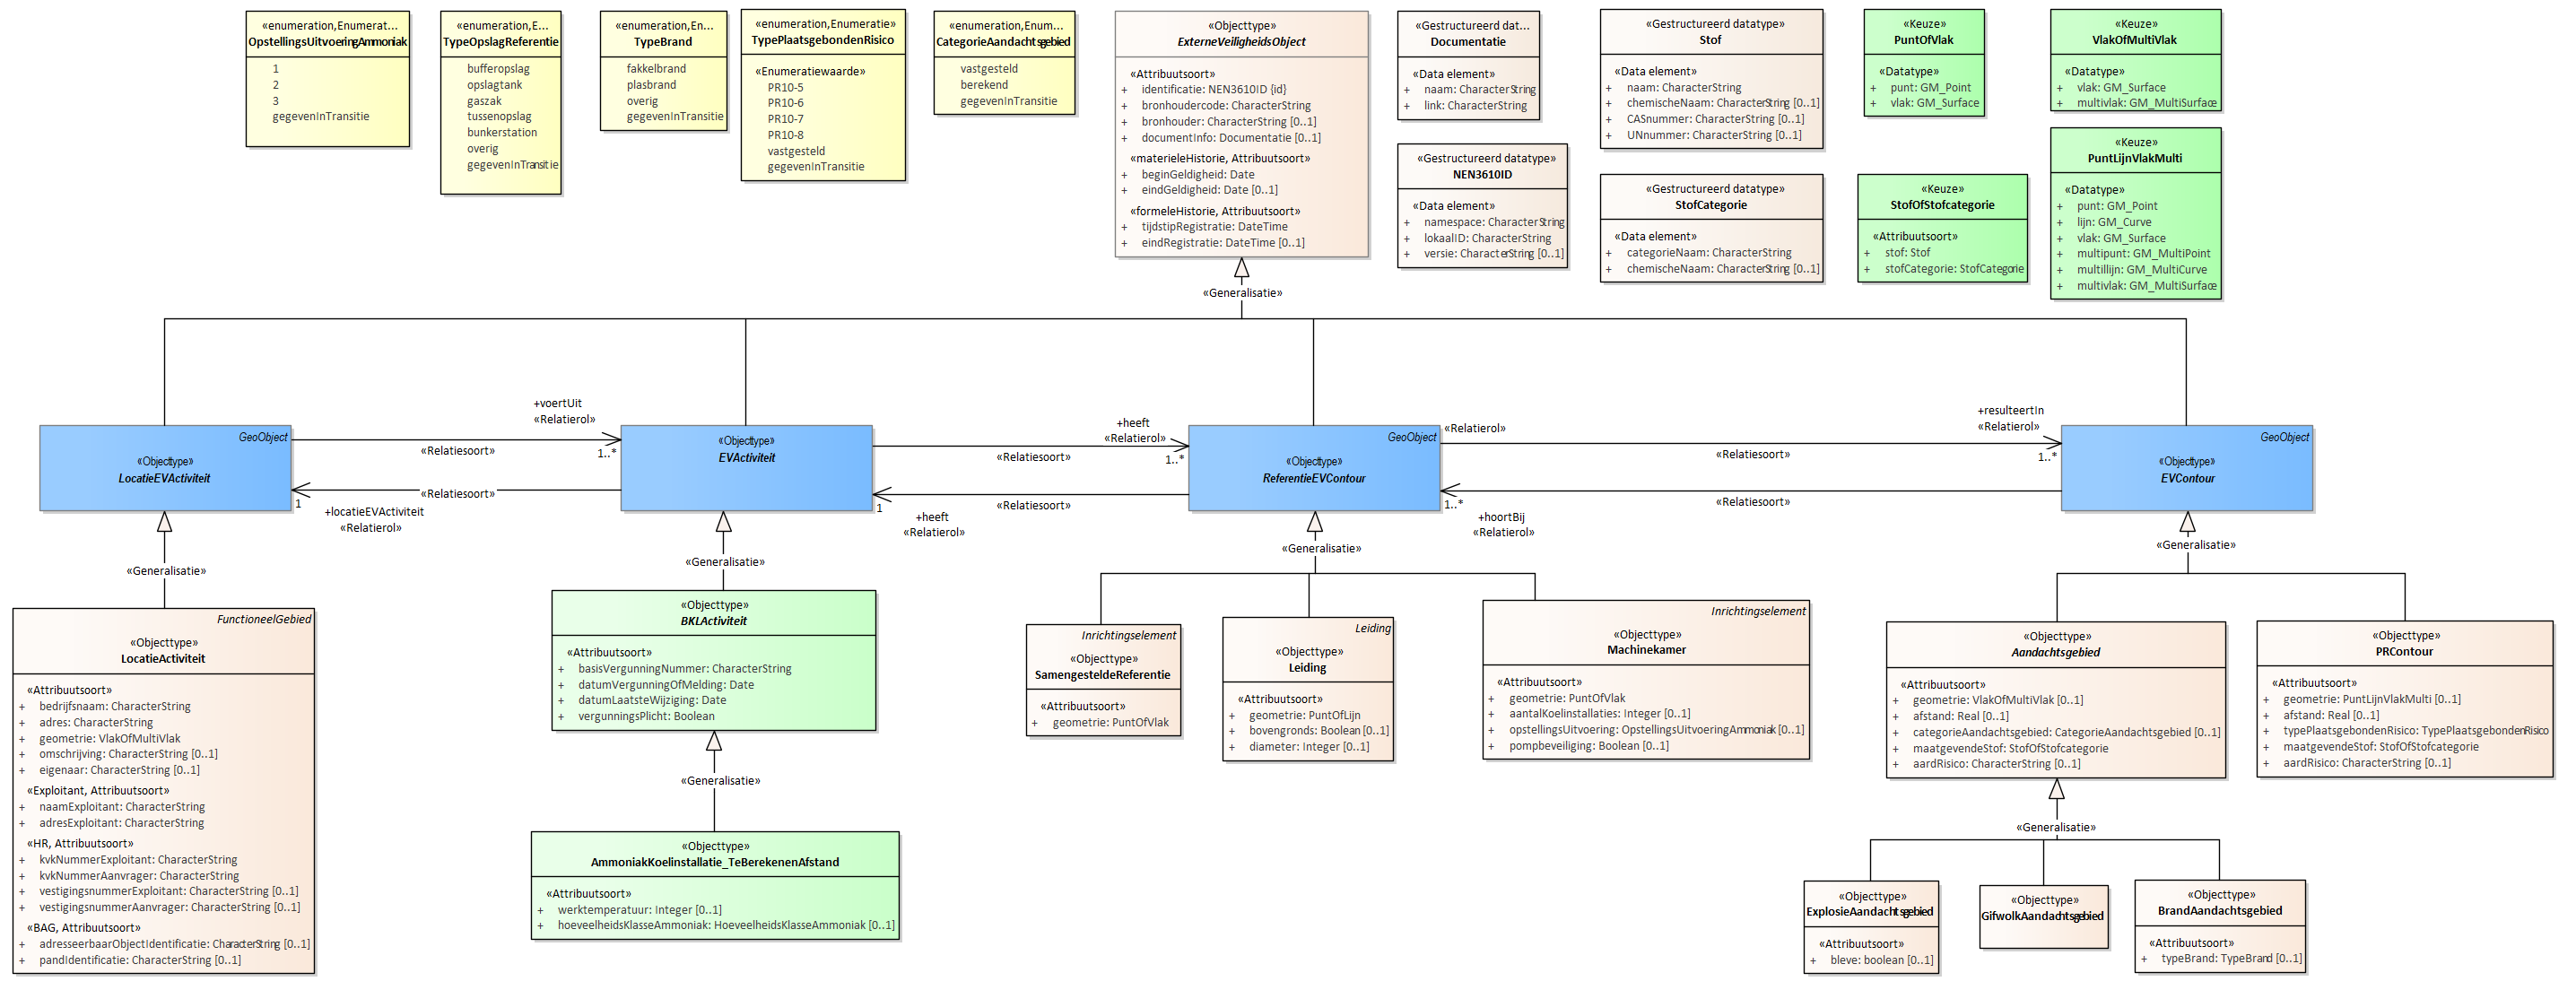 «enumeration,Enumerat...
OpstellingsUitvoeringAmmoniak
1
2
3
gegevenInTransitie
«enumeration,E...
TypeOpslagReferentie
bufferopslag
opslagtank
gaszak
tussenopslag
bunkerstation
overig
gegevenInTransitie
«enumeration,En...
TypeBrand
fakkelbrand
plasbrand
overig
gegevenInTransitie
«enumeration,Enumeratie»
TypePlaatsgebondenRisico
«Enumeratiewaarde»
PR10-5
PR10-6
PR10-7
PR10-8
vastgesteld
gegevenInTransitie
«enumeration,Enum...
CategorieAandachtsgebied
vastgesteld
berekend
gegevenInTransitie
«Objecttype»
ExterneVeiligheidsObject
«Attribuutsoort»
+ identificatie: NEN3610ID {id}
+ bronhoudercode: CharacterString
+ bronhouder: CharacterString [0..1]
+ documentInfo: Documentatie [0..1]
«materieleHistorie, Attribuutsoort»
+ beginGeldigheid: Date
+ eindGeldigheid: Date [0..1]
«formeleHistorie, Attribuutsoort»
+ tijdstipRegistratie: DateTime
+ eindRegistratie: DateTime [0..1]
«Gestructureerd dat...
Documentatie
«Data element»
+ naam: CharacterString
+ link: CharacterString
«Gestructureerd datatype»
NEN3610ID
«Data element»
+ namespace: CharacterString
+ lokaalID: CharacterString
+ versie: CharacterString [0..1]
«Gestructureerd datatype»
Stof
«Data element»
+ naam: CharacterString
+ chemischeNaam: CharacterString [0..1]
+ CASnummer: CharacterString [0..1]
+ UNnummer: CharacterString [0..1]
«Gestructureerd datatype»
StofCategorie
«Data element»
+ categorieNaam: CharacterString
+ chemischeNaam: CharacterString [0..1]
«Keuze»
PuntOfVlak
«Datatype»
+ punt: GM_Point
+ vlak: GM_Surface
«Keuze»
StofOfStofcategorie
«Attribuutsoort»
+ stof: Stof
+ stofCategorie: StofCategorie
«Keuze»
VlakOfMultiVlak
«Datatype»
+ vlak: GM_Surface
+ multivlak: GM_MultiSurface
«Keuze»
PuntLijnVlakMulti
«Datatype»
+ punt: GM_Point
+ lijn: GM_Curve
+ vlak: GM_Surface
+ multipunt: GM_MultiPoint
+ multillijn: GM_MultiCurve
+ multivlak: GM_MultiSurface
«Generalisatie»
GeoObject
«Objecttype»
LocatieEVActiviteit
+voertUit
«Relatierol»
«Relatiesoort»
1..*
«Relatiesoort»
1
+locatieEVActiviteit
«Relatierol»
«Objecttype»
EVActiviteit
+heeft
«Relatierol»
«Relatiesoort»
1..*
«Relatiesoort»
1
+heeft
«Relatierol»
GeoObject
«Objecttype»
ReferentieEVContour
«Relatierol»
+resulteertIn
«Relatierol»
«Relatiesoort»
1..*
«Relatiesoort»
1..*
+hoortBij
«Relatierol»
GeoObject
«Objecttype»
EVContour
«Generalisatie»
«Generalisatie»
«Generalisatie»
«Generalisatie»
FunctioneelGebied
«Objecttype»
LocatieActiviteit
«Attribuutsoort»
+ bedrijfsnaam: CharacterString
+ adres: CharacterString
+ geometrie: VlakOfMultiVlak
+ omschrijving: CharacterString [0..1]
+ eigenaar: CharacterString [0..1]
«Exploitant, Attribuutsoort»
+ naamExploitant: CharacterString
+ adresExploitant: CharacterString
«HR, Attribuutsoort»
+ kvkNummerExploitant: CharacterString
+ kvkNummerAanvrager: CharacterString
+ vestigingsnummerExploitant: CharacterString [0..1]
+ vestigingsnummerAanvrager: CharacterString [0..1]
«BAG, Attribuutsoort»
+ adresseerbaarObjectIdentificatie: CharacterString [0..1]
+ pandIdentificatie: CharacterString [0..1]
«Objecttype»
BKLActiviteit
«Attribuutsoort»
+ basisVergunningNummer: CharacterString
+ datumVergunningOfMelding: Date
+ datumLaatsteWijziging: Date
+ vergunningsPlicht: Boolean
«Generalisatie»
«Objecttype»
AmmoniakKoelinstallatie_TeBerekenenAfstand
«Attribuutsoort»
+ werktemperatuur: Integer [0..1]
+ hoeveelheidsKlasseAmmoniak: HoeveelheidsKlasseAmmoniak [0..1]
Inrichtingselement
«Objecttype»
SamengesteldeReferentie
«Attribuutsoort»
+ geometrie: PuntOfVlak
Leiding
«Objecttype»
Leiding
«Attribuutsoort»
+ geometrie: PuntOfLijn
+ bovengronds: Boolean [0..1]
+ diameter: Integer [0..1]
Inrichtingselement
«Objecttype»
Machinekamer
«Attribuutsoort»
+ geometrie: PuntOfVlak
+ aantalKoelinstallaties: Integer [0..1]
+ opstellingsUitvoering: OpstellingsUitvoeringAmmoniak [0..1]
+ pompbeveiliging: Boolean [0..1]
«Objecttype»
Aandachtsgebied
«Attribuutsoort»
+ geometrie: VlakOfMultiVlak [0..1]
+ afstand: Real [0..1]
+ categorieAandachtsgebied: CategorieAandachtsgebied [0..1]
+ maatgevendeStof: StofOfStofcategorie
+ aardRisico: CharacterString [0..1]
«Objecttype»
PRContour
«Attribuutsoort»
+ geometrie: PuntLijnVlakMulti [0..1]
+ afstand: Real [0..1]
+ typePlaatsgebondenRisico: TypePlaatsgebondenRisico
+ maatgevendeStof: StofOfStofcategorie
+ aardRisico: CharacterString [0..1]
«Generalisatie»
«Objecttype»
ExplosieAandachtsgebied
«Attribuutsoort»
+ bleve: boolean [0..1]
«Objecttype»
GifwolkAandachtsgebied
«Objecttype»
BrandAandachtsgebied
«Attribuutsoort»
+ typeBrand: TypeBrand [0..1]